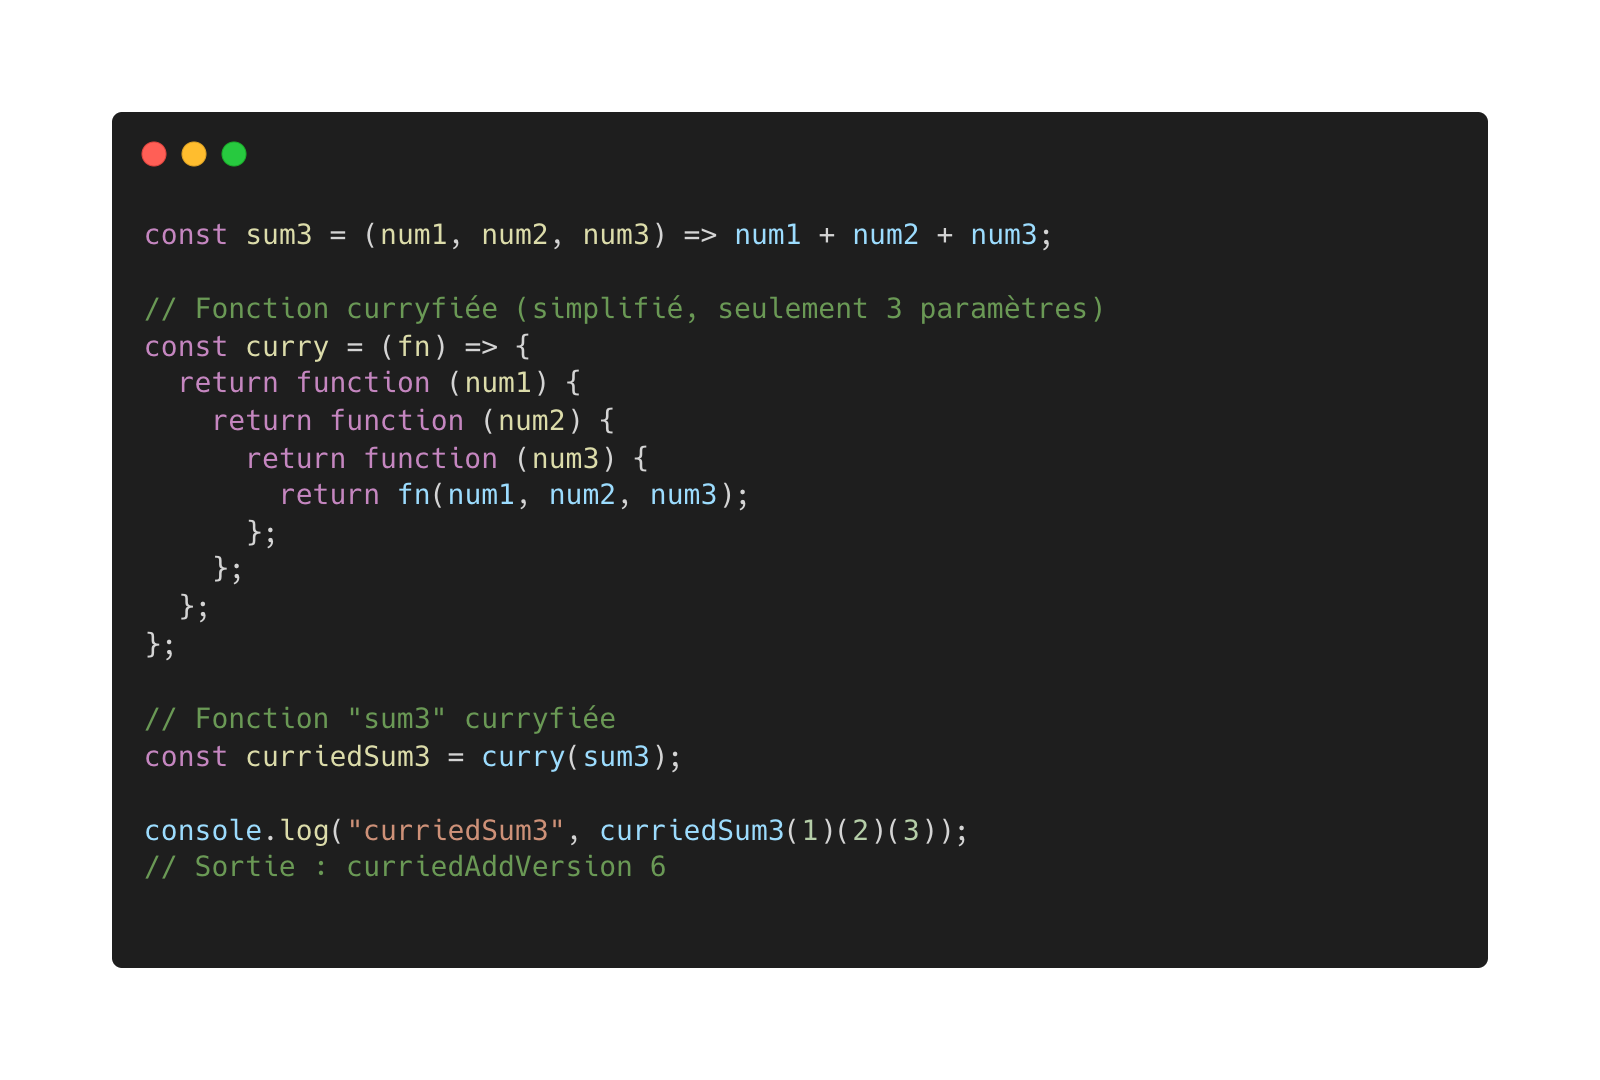 const sum3 = (num1, num2, num3) => num1 + num2 + num3;

// Fonction curryfiée (simplifié, seulement 3 paramètres)
const curry = (fn) => {
  return function (num1) {
    return function (num2) {
      return function (num3) {
        return fn(num1, num2, num3);
      };
    };
  };
};

// Fonction "sum3" curryfiée
const curriedSum3 = curry(sum3);

console.log("curriedSum3", curriedSum3(1)(2)(3));
// Sortie : curriedAddVersion 6